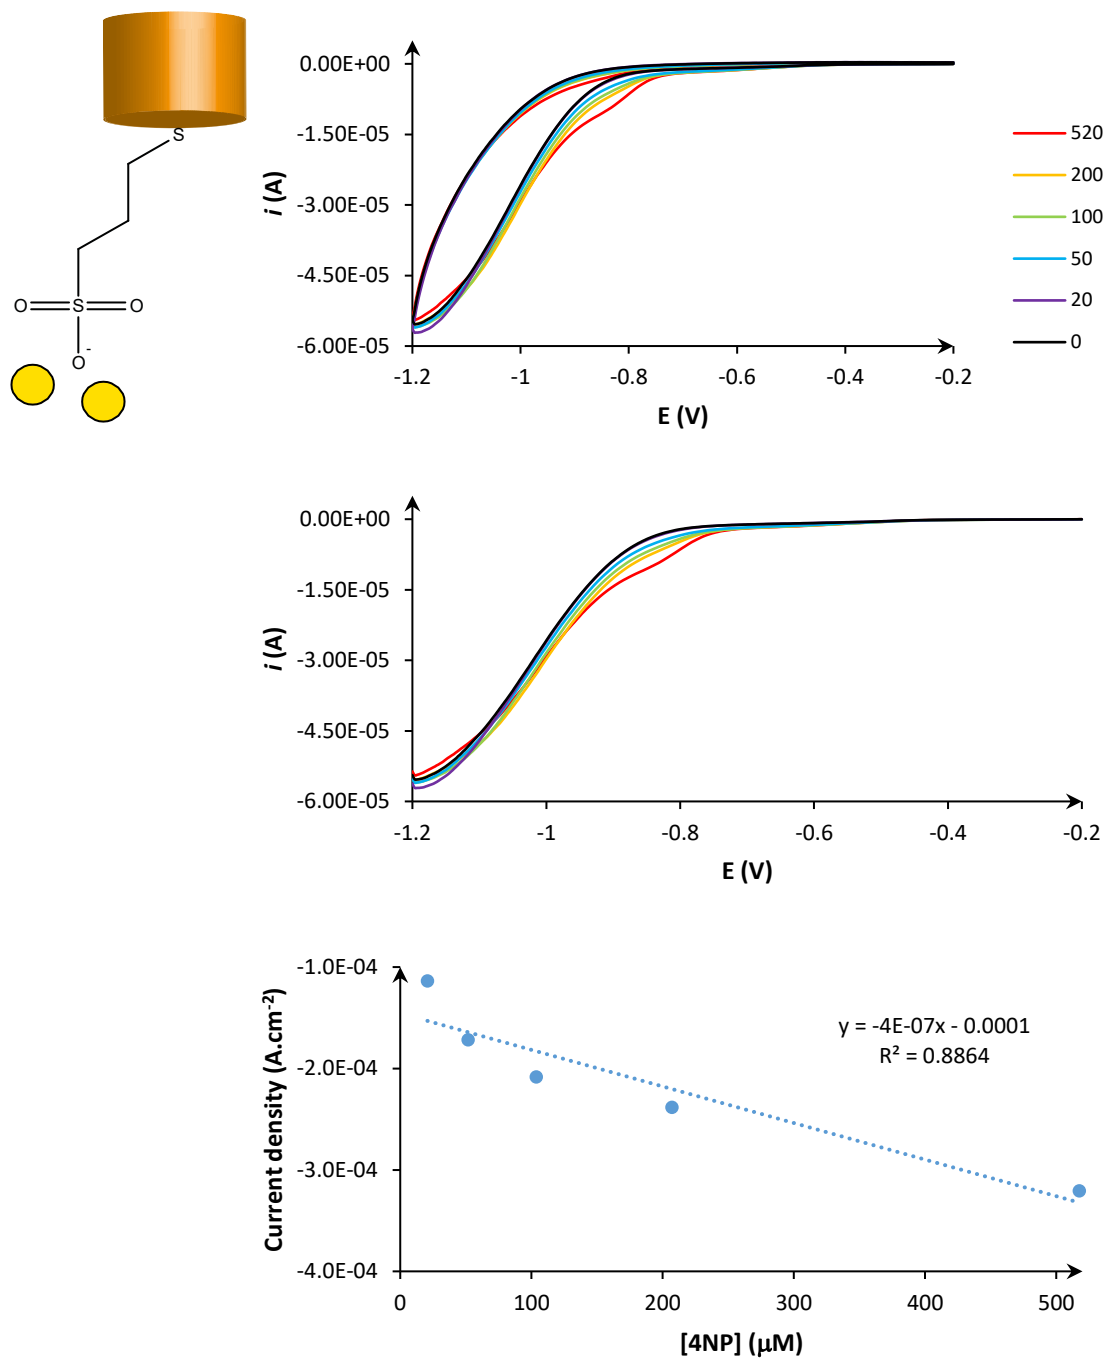 S
O S O
O-
0.00E+00
-1.50E-05
-3.00E-05
-4.50E-05
-6.00E-05
i (A)
-1.2 -1 -0.8 -0.6 -0.4 -0.2
E (V)
520
200
100
50
20
0
0.00E+00
-1.50E-05
-3.00E-05
-4.50E-05
-6.00E-05
i (A)
-1.2 -1 -0.8 -0.6 -0.4 -0.2
E (V)
-1.0E-04
-2.0E-04
-3.0E-04
-4.0E-04
Current density (A.cm-2)
y = -4E-07x - 0.0001
R² = 0.8864
0 100 200 300 400 500
[4NP] (µM)